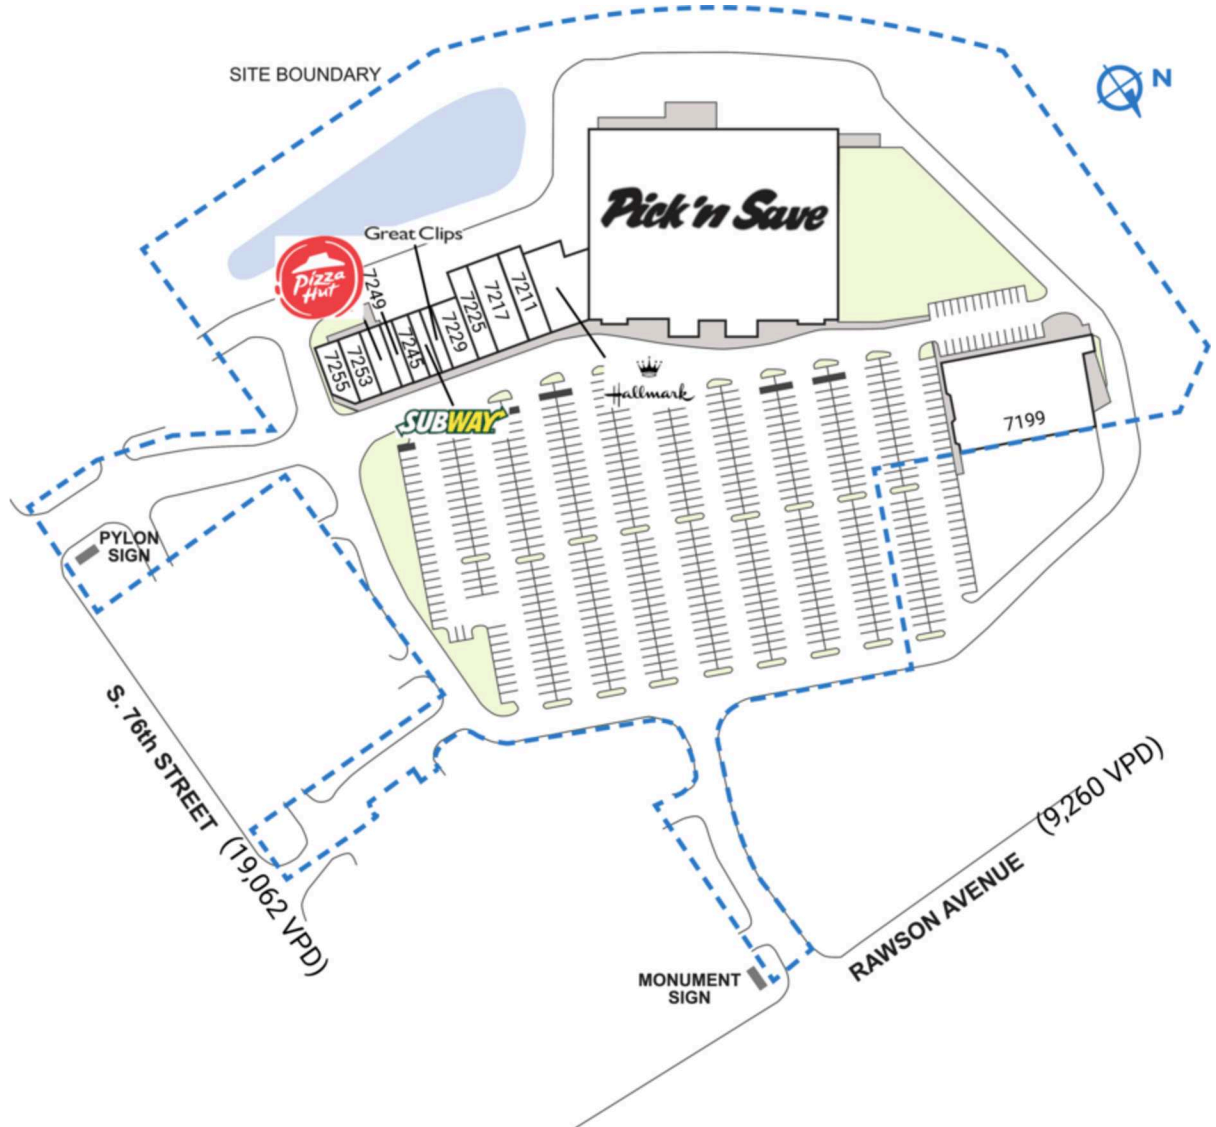 SITE BOUNDARY
N
Pick 'n Save
Great Clips
Pizza
Hut
7249
7211
7217
7225
7229
7245
7253
7255
Hallmark
SUBWAY
7199
PYLON
SIGN
S. 76th STREET
(19,062 VPD)
(9,260 VPD)
RAWSON AVENUE
MONUMENT
SIGN